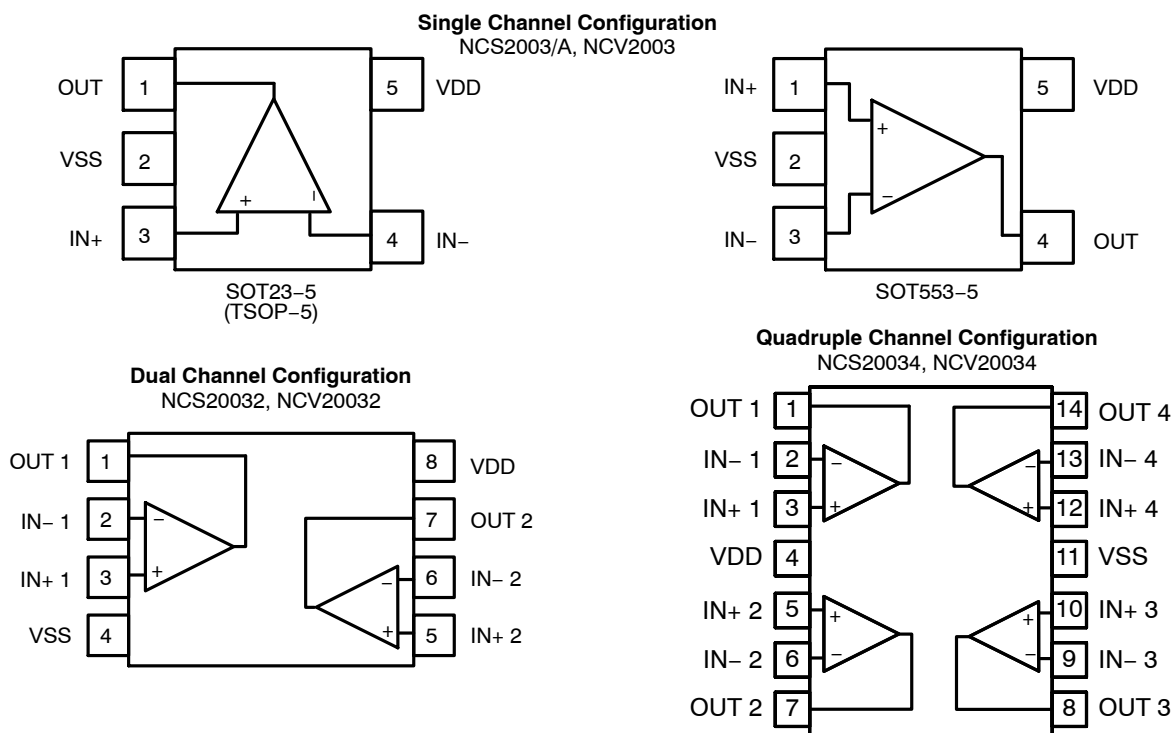 Single Channel Configuration
NCS2003/A, NCV2003
OUT 1 5 VDD
VSS 2
IN+ 3 4 IN−
+ −
SOT23−5
(TSOP−5)
IN+ 1 5 VDD
VSS 2
IN− 3 4 OUT
+
−
SOT553−5
Dual Channel Configuration
NCS20032, NCV20032
OUT 1 1 8 VDD
IN− 1 2 − 7 OUT 2
IN+ 1 3 + − 6 IN− 2
VSS 4 + 5 IN+ 2
Quadruple Channel Configuration
NCS20034, NCV20034
OUT 1 1 14 OUT 4
IN− 1 2 − − 13 IN− 4
IN+ 1 3 + + 12 IN+ 4
VDD 4 11 VSS
IN+ 2 5 + + 10 IN+ 3
IN− 2 6 − − 9 IN− 3
OUT 2 7 8 OUT 3